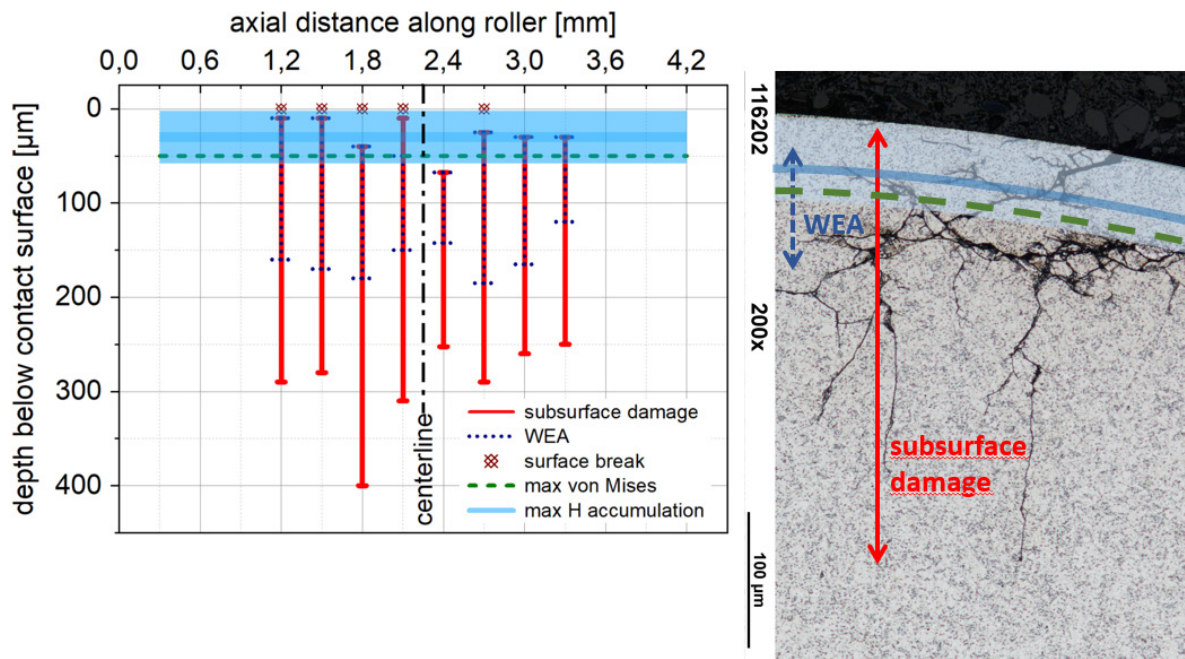 axial distance along roller [mm]
0,0 0,6 1,2 1,8 2,4 3,0 3,6 4,2
depth below contact surface [µm]
0
100
200
300
400
centerline
subsurface damage
WEA
surface break
max von Mises
max H accumulation
116202
200x
100 µm
WEA
subsurface
damage